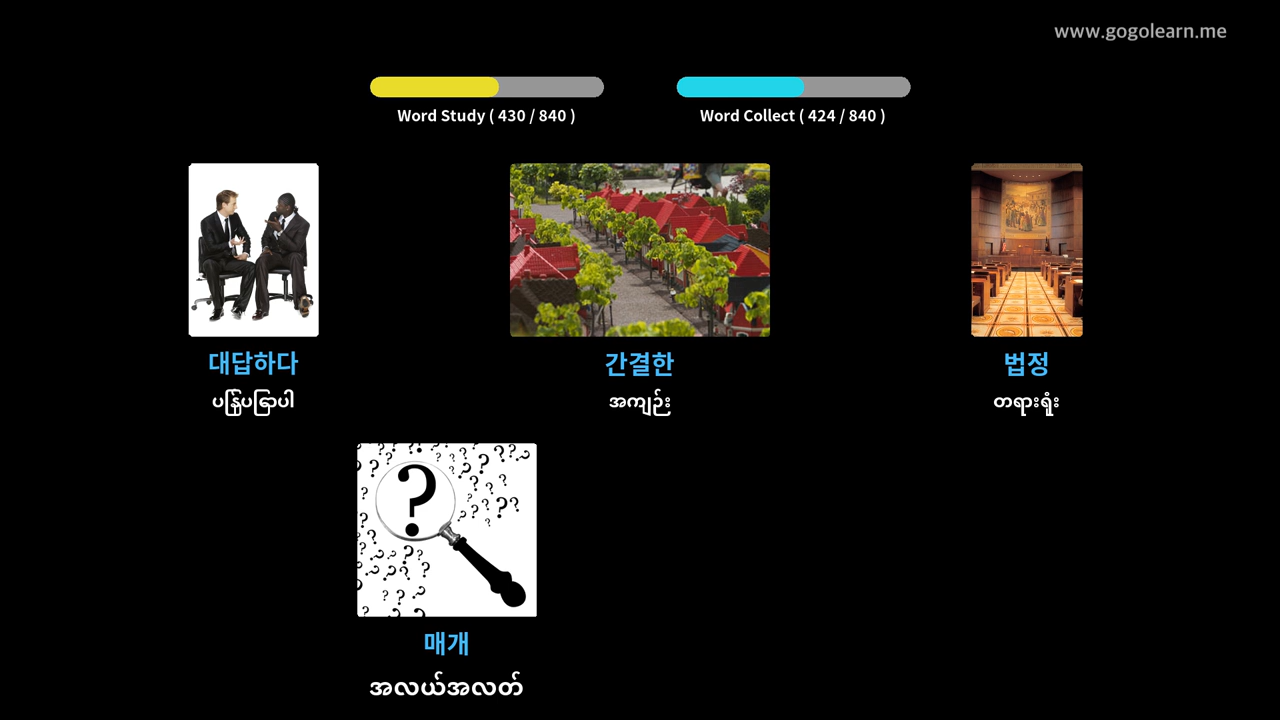 www.gogolearn.me
Word Study ( 430 / 840 )
Word Collect ( 424 / 840 )
대답하다
간결한
법정
ပြန်ပြောပါ
အကျဉ်း
တရားရုံး
매개
အလယ်အလတ်